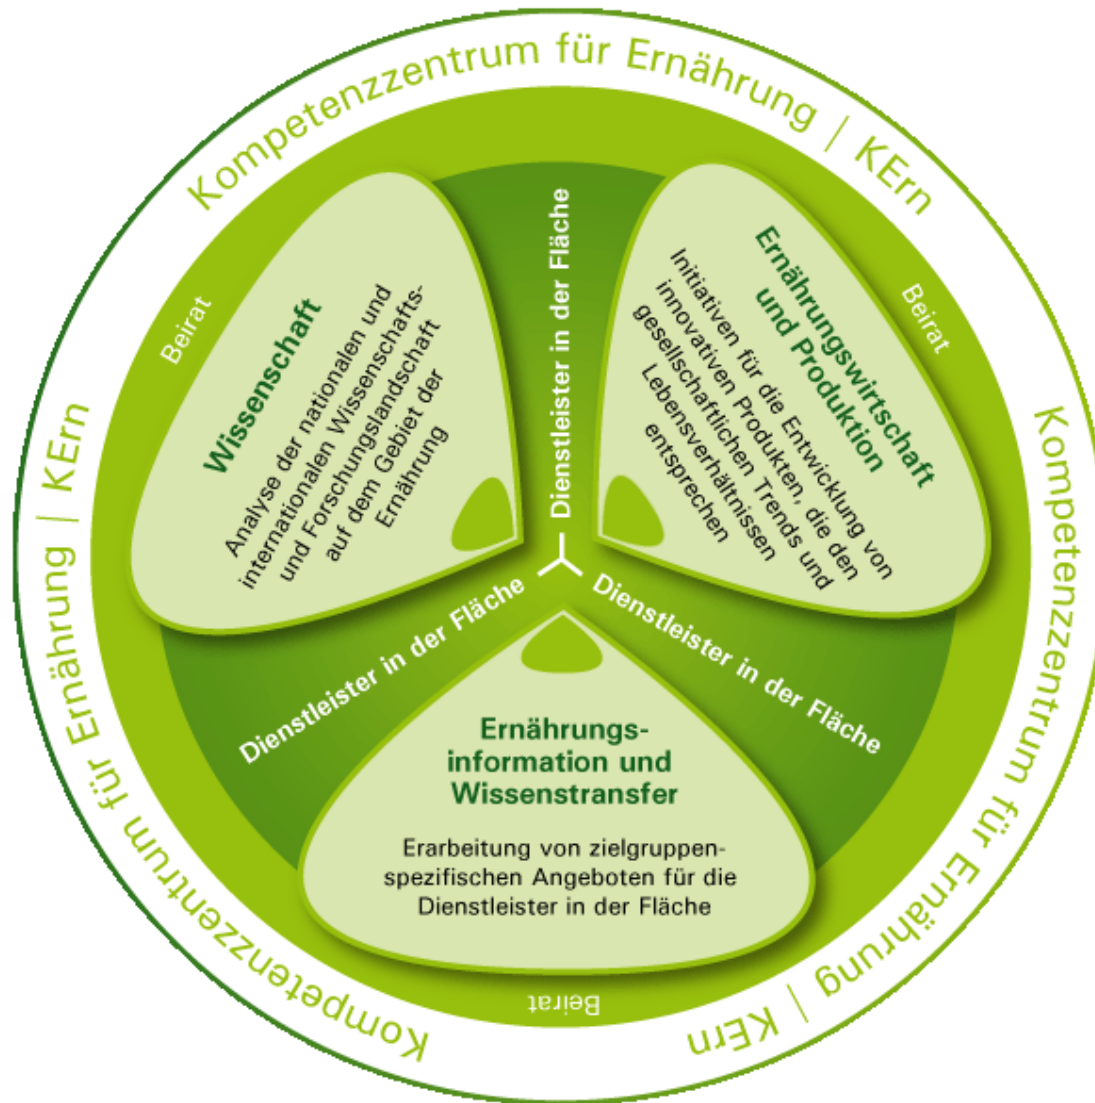 Kompetenzzentrum für Ernährung | KErn
Kompetenzzentrum für Ernährung | KErn
Kompetenzzentrum für Ernährung | KErn
Beirat
Wissenschaft
Analyse der nationalen und
internationalen Wissenschafts-
und Forschungslandschaft
auf dem Gebiet der
Ernährung
Dienstleister in der Fläche
Beirat
Ernährungswirtschaft
und Produktion
Initiativen für die Entwicklung von
innovativen Produkten, die den
gesellschaftlichen Trends und
Lebensverhältnissen
entsprechen
Dienstleister in der Fläche
Dienstleister in der Fläche
Ernährungs-
information und
Wissenstransfer
Erarbeitung von zielgruppen-
spezifischen Angeboten für die
Dienstleister in der Fläche
Beirat